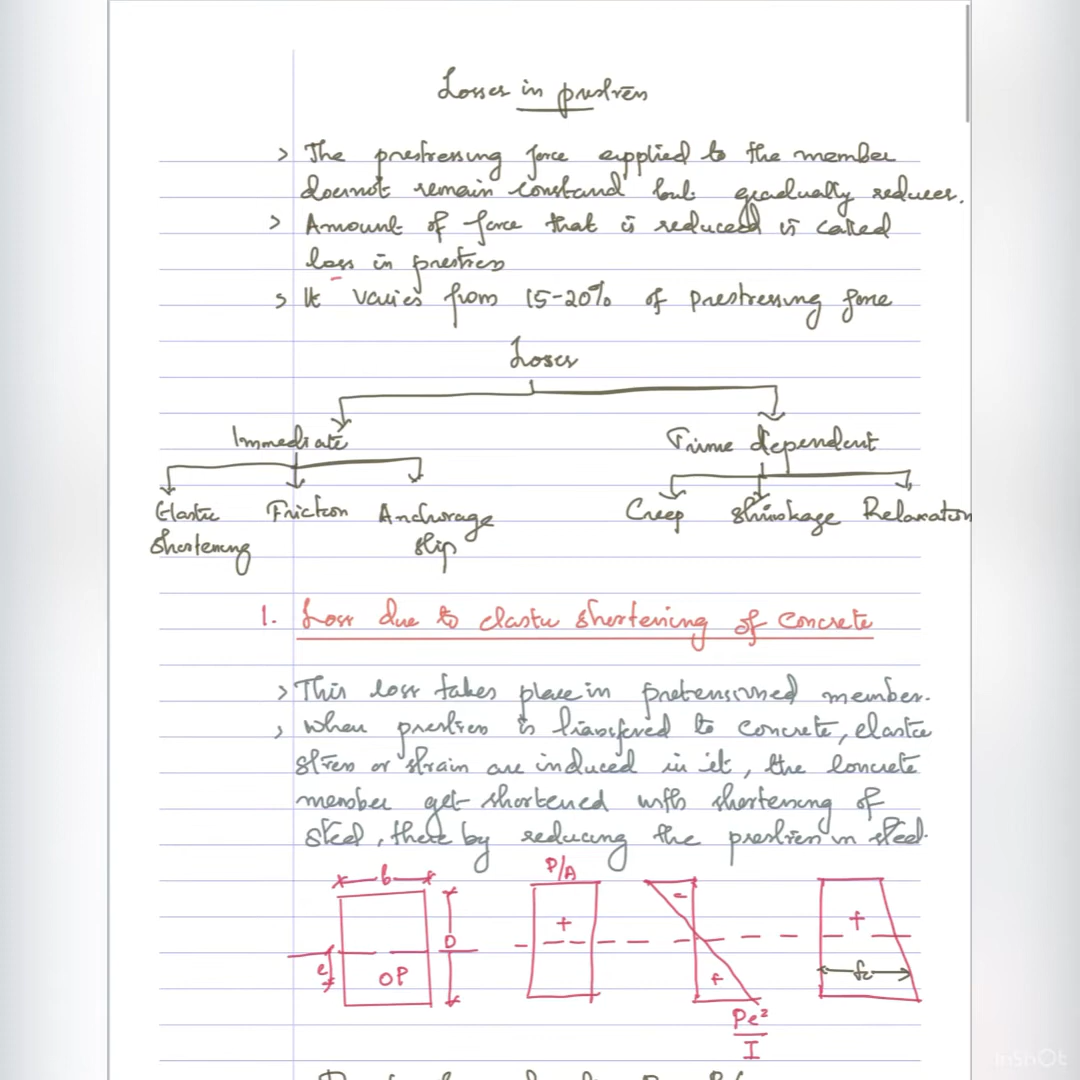 Losses in prestress
> The prestressing force applied to the member
doesnot remain constand but gradually reduces.
> Amount of force that is reduced is called
loss in prestress
> It varies from 15-20% of prestressing force
Loses
Immediate Time dependent
Elastic Friction Anchorage Creep Shrinkage Relaxation
shortening slip
1. Loss due to elastic shortening of concrete
> This loss takes place in pretensioned member.
> When prestress is transfered to concrete, elastic
stress or strain are induced in it, the concrete
member get shortened with shortening of
steel, there by reducing the prestress in steel.
b P/A
- + + D
e OP + fc
Pe²
I
InShOt